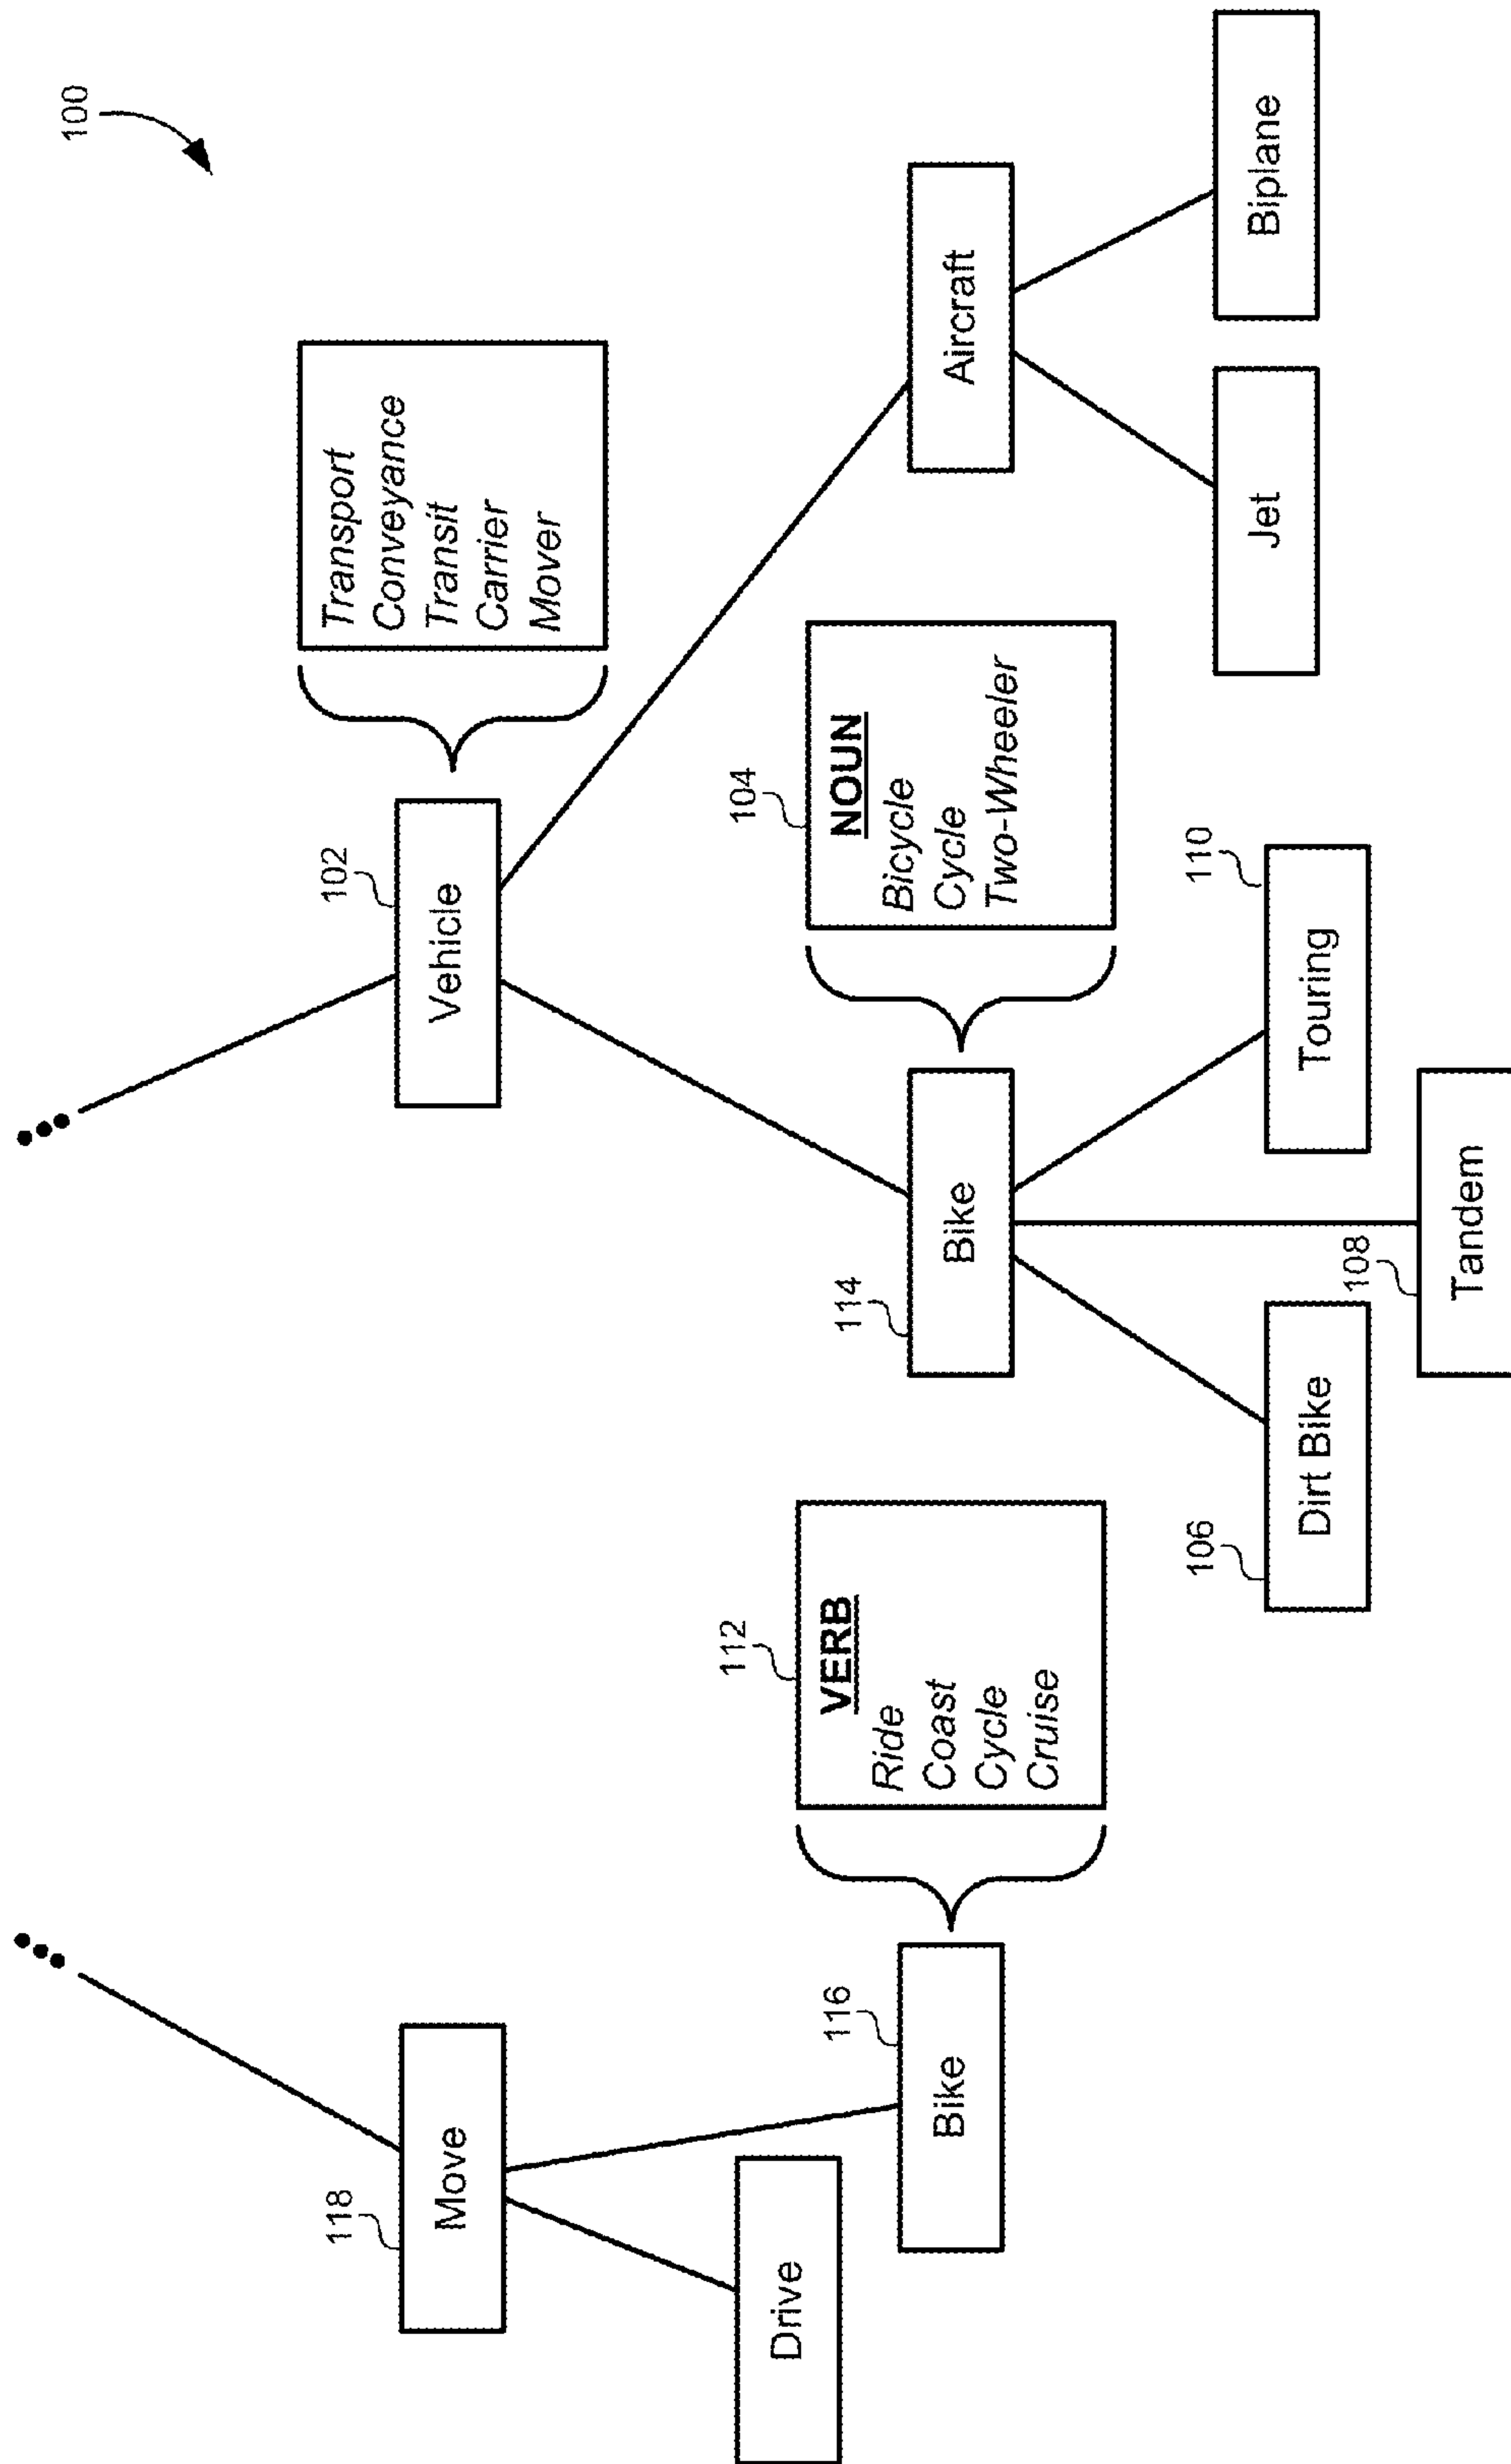 100
118
Move
Drive
116
Bike
112
VERB
Ride
Coast
Cycle
Cruise
102
Vehicle
Transport
Conveyance
Transit
Carrier
Mover
114
Bike
104
NOUN
Bicycle
Cycle
Two-Wheeler
106
Dirt Bike
108
Tandem
110
Touring
Aircraft
Jet
Biplane